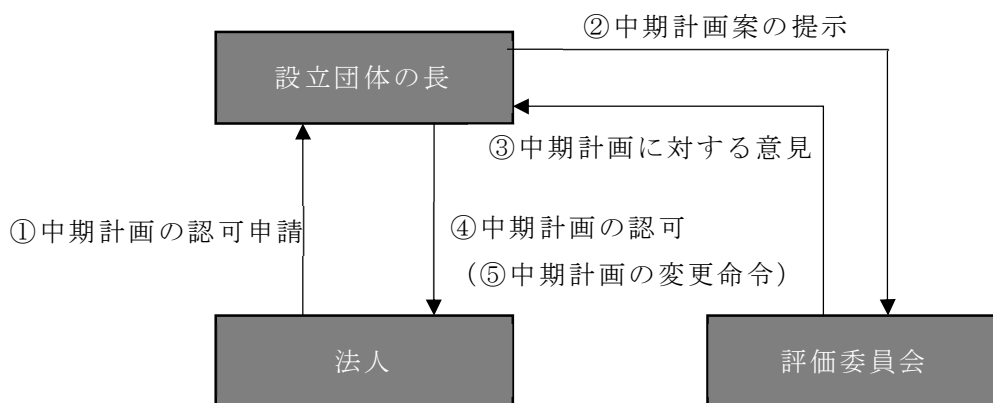 ②中期計画案の提示
設立団体の長
③中期計画に対する意見
①中期計画の認可申請
④中期計画の認可
（⑤中期計画の変更命令）
法人
評価委員会